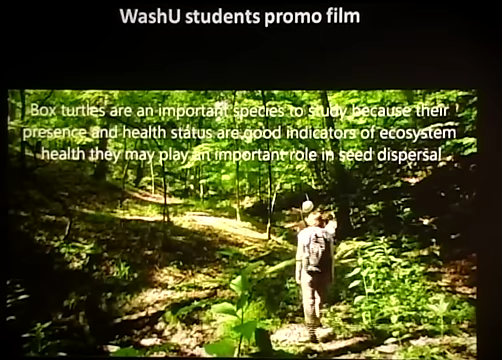 WashU students promo film
Box turtles are an important species to study because their
presence and health status are good indicators of ecosystem
health they may play an important role in seed dispersal